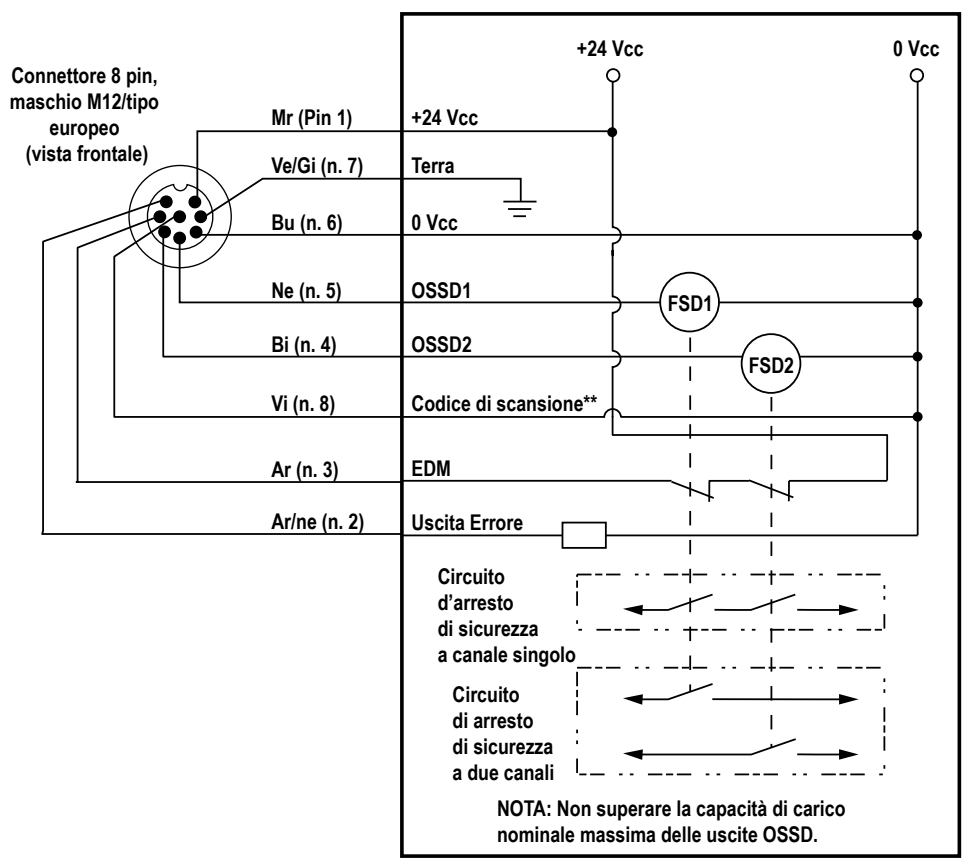 +24 Vcc
0 Vcc
Connettore 8 pin,
maschio M12/tipo
europeo
(vista frontale)
Mr (Pin 1)
+24 Vcc
Ve/Gi (n. 7)
Terra
Bu (n. 6)
0 Vcc
Ne (n. 5)
OSSD1
FSD1
Bi (n. 4)
OSSD2
FSD2
Vi (n. 8)
Codice di scansione**
Ar (n. 3)
EDM
Ar/ne (n. 2)
Uscita Errore
Circuito
d'arresto
di sicurezza
a canale singolo
Circuito
di arresto
di sicurezza
a due canali
NOTA: Non superare la capacità di carico
nominale massima delle uscite OSSD.